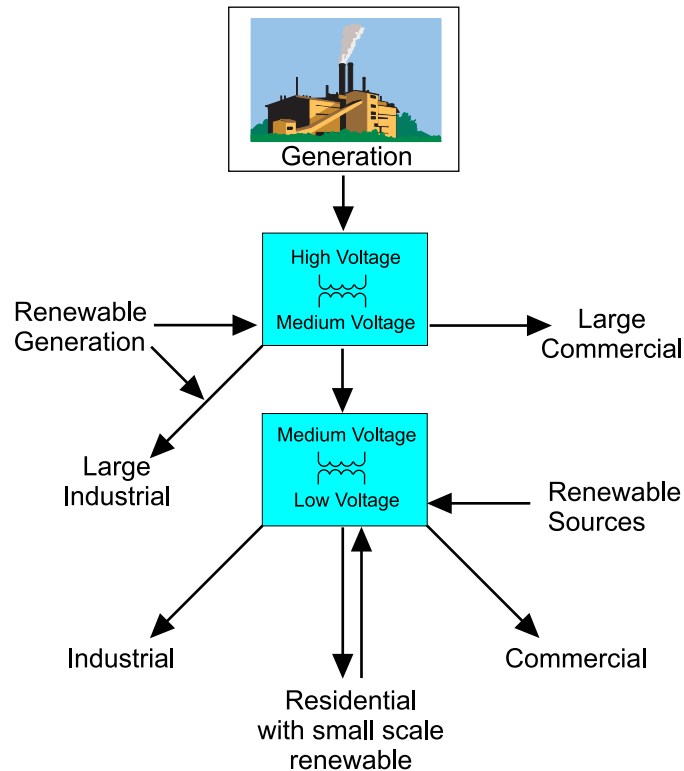 Generation
High Voltage
Medium Voltage
Renewable
Generation
Large
Commercial
Large
Industrial
Medium Voltage
Low Voltage
Renewable
Sources
Industrial
Commercial
Residential
with small scale
renewable